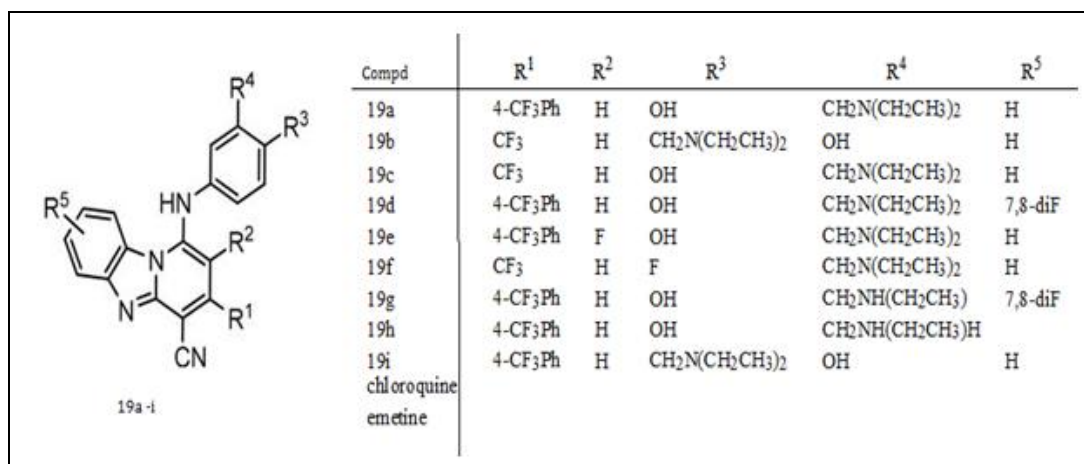 Compd R¹ R² R³ R⁴ R⁵
19a 4-CF₃Ph H OH CH2N(CH2CH3)2 H
19b CF₃ H CH2N(CH2CH3)2 OH H
19c CF₃ H OH CH2N(CH2CH3)2 H
19d 4-CF₃Ph H OH CH2N(CH2CH3)2 7,8-diF
19e 4-CF₃Ph F OH CH2N(CH2CH3)2 H
19f CF₃ H F CH2N(CH2CH3)2 H
19g 4-CF₃Ph H OH CH2NH(CH2CH3) 7,8-diF
19h 4-CF₃Ph H OH CH2NH(CH2CH3)H
19i 4-CF₃Ph H CH2N(CH2CH3)2 OH H
chloroquine
emetine
R⁴
R³
HN
R⁵
R²
N
N
R¹
CN
19a -i